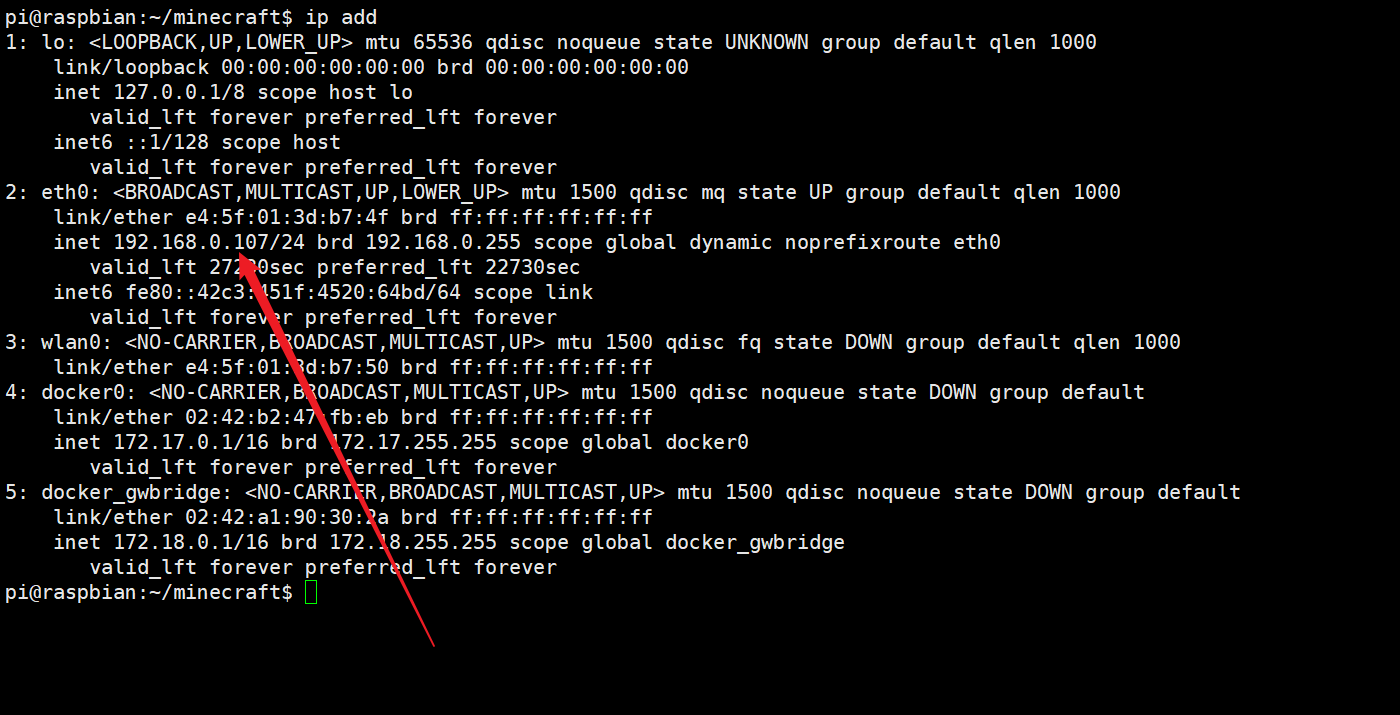 pi@raspbian:~/minecraft$ ip add
1: lo: <LOOPBACK,UP,LOWER_UP> mtu 65536 qdisc noqueue state UNKNOWN group default qlen 1000
link/loopback 00:00:00:00:00:00 brd 00:00:00:00:00:00
inet 127.0.0.1/8 scope host lo
valid_lft forever preferred_lft forever
inet6 ::1/128 scope host
valid_lft forever preferred_lft forever
2: eth0: <BROADCAST,MULTICAST,UP,LOWER_UP> mtu 1500 qdisc mq state UP group default qlen 1000
link/ether e4:5f:01:3d:b7:4f brd ff:ff:ff:ff:ff:ff
inet 192.168.0.107/24 brd 192.168.0.255 scope global dynamic noprefixroute eth0
valid_lft preferred_lft 22730sec
inet6 fe80::42c3:451f:4520:64bd/64 scope link
valid_lft forever preferred_lft forever
3: wlan0: <NO-CARRIER,BROADCAST,MULTICAST,UP> mtu 1500 qdisc fq state DOWN group default qlen 1000
link/ether e4:5f:01:3d:b7:50 brd ff:ff:ff:ff:ff:ff
4: docker0: <NO-CARRIER,BROADCAST,MULTICAST,UP> mtu 1500 qdisc noqueue state DOWN group default
link/ether 02:42:b2:47:fb:eb brd ff:ff:ff:ff:ff:ff
inet 172.17.0.1/16 brd 172.17.255.255 scope global docker0
valid_lft forever preferred_lft forever
5: docker_gwbridge: <NO-CARRIER,BROADCAST,MULTICAST,UP> mtu 1500 qdisc noqueue state DOWN group default
link/ether 02:42:a1:90:30:2a brd ff:ff:ff:ff:ff:ff
inet 172.18.0.1/16 brd 172.18.255.255 scope global docker_gwbridge
valid_lft forever preferred_lft forever
pi@raspbian:~/minecraft$